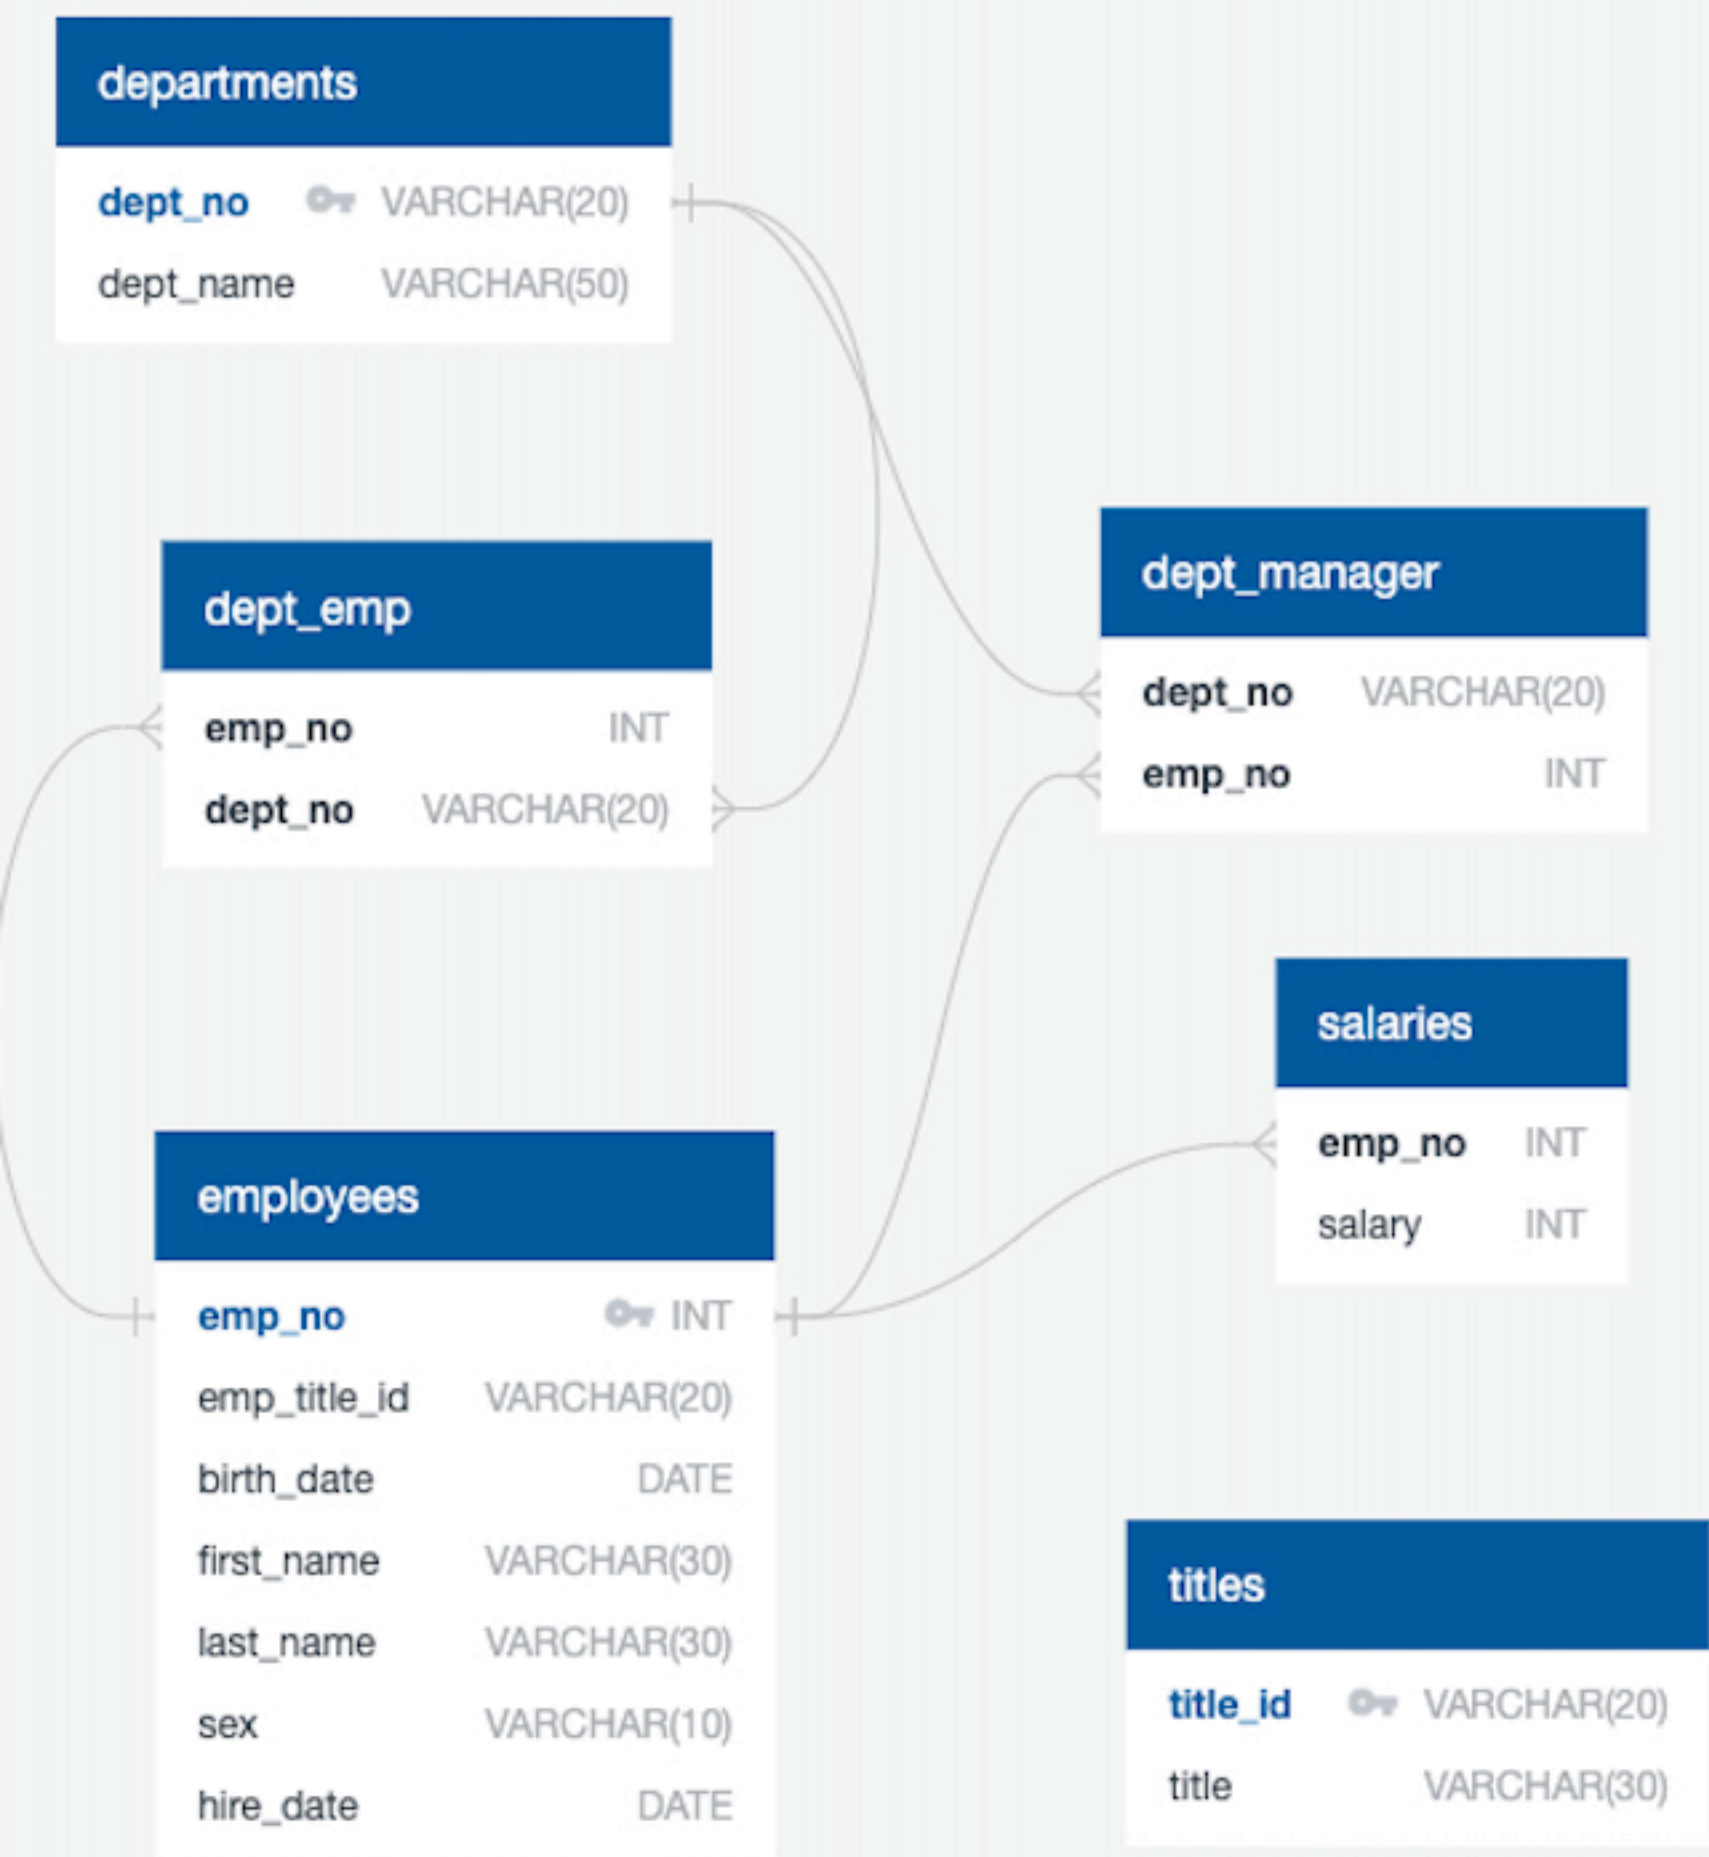 departments
dept_no VARCHAR(20)
dept_name VARCHAR(50)
dept_emp
emp_no INT
dept_no VARCHAR(20)
dept_manager
dept_no VARCHAR(20)
emp_no INT
salaries
emp_no INT
salary INT
employees
emp_no INT
emp_title_id VARCHAR(20)
birth_date DATE
first_name VARCHAR(30)
last_name VARCHAR(30)
sex VARCHAR(10)
hire_date DATE
titles
title_id VARCHAR(20)
title VARCHAR(30)